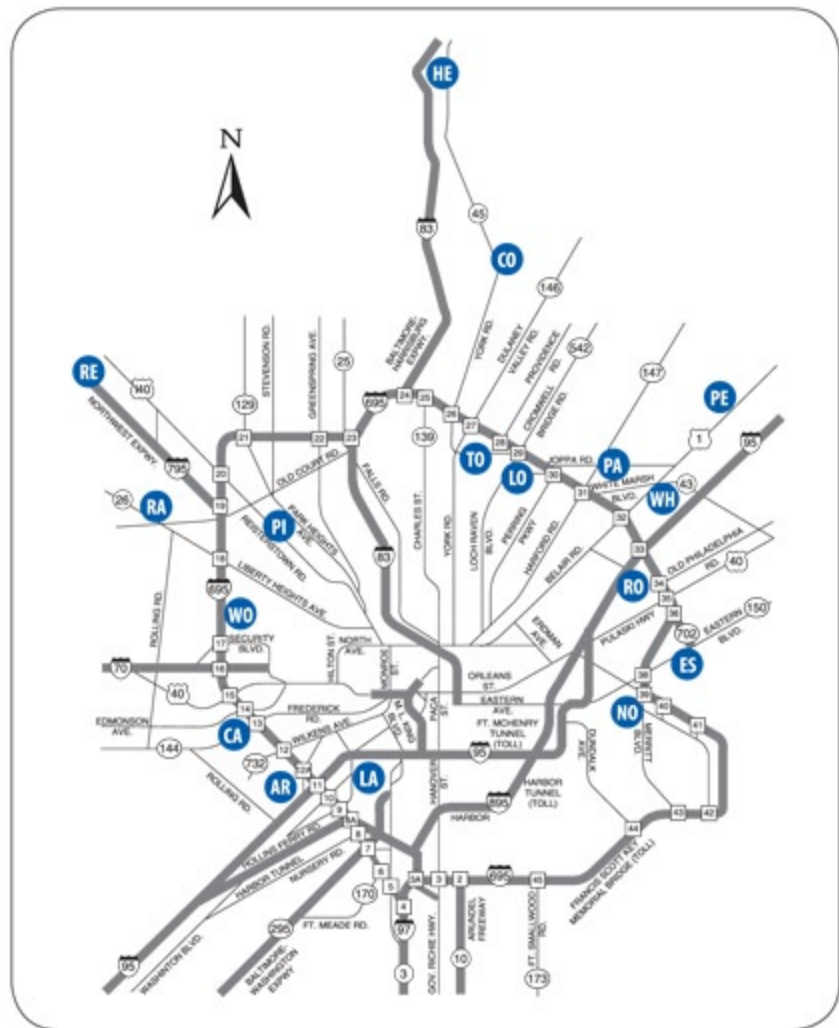 HE
N
45
83
CO
146
BALTIMORE-
HARRISBURG
EXPWY
YORK RD.
DULANEY
VALLEY RD.
PROVIDENCE
RD.
CROMWELL
BRIDGE RD.
542
147
STEVENSON RD.
GREENSPRING AVE.
25
RE
140
129
NORTHWEST EXPWY.
795
695
24
25
26
27
28
29
30
31
32
33
139
PE
1
95
21
22
23
20
19
18
OLD COURT RD.
FALLS RD.
CHARLES ST.
YORK RD.
TO
LO
JOPPA RD.
PA
WHITE MARSH
BLVD.
43
WH
26
RA
PI
PARK HEIGHTS
AVE.
REISTERSTOWN RD.
83
LOCH RAVEN
BLVD.
PERRING
PKWY
HARFORD RD.
BELAIR RD.
OLD PHILADELPHIA
RD.
40
RO
34
35
36
LIBERTY HEIGHTS AVE.
695
ROLLING RD.
WO
17
SECURITY
BLVD.
HILTON ST.
NORTH
AVE.
MONROE
ST.
ERDMAN
AVE.
PULASKI HWY
702
150
EASTERN
BLVD.
ES
70
16
40
15
14
13
ORLEANS
ST.
EASTERN
AVE.
38
39
40
41
NO
EDMONSON
AVE.
144
CA
FREDERICK
RD.
WILKENS AVE.
M. L. KING
BLVD.
PACA
ST.
FT. MCHENRY
TUNNEL
(TOLL)
95
DUNDALK
AVE.
MERRITT
BLVD
12
732
12A
11
10
9
8A
8
7
6
5
4
ROLLING RD.
AR
LA
HANOVER
ST.
HARBOR
TUNNEL
(TOLL)
895
HARBOR
44
43
42
HOLLINS FERRY RD.
HARBOR TUNNEL
NURSERY RD.
FRANCIS SCOTT KEY
MEMORIAL BRIDGE (TOLL)
170
5A
3
2
695
45
FT. MEADE RD.
97
295
95
WASHINTON BLVD.
BALTIMORE-
WASHINGTON
EXPWY
3
GOV. RICHIE HWY.
ARUNDEL
FREEWAY
10
FT. SMALLWOOD
RD.
173